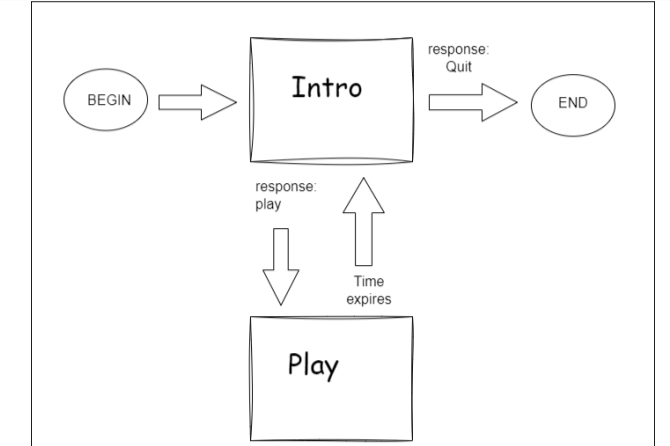 response:
Quit
BEGIN
Intro
END
response:
play
Time
expires
Play